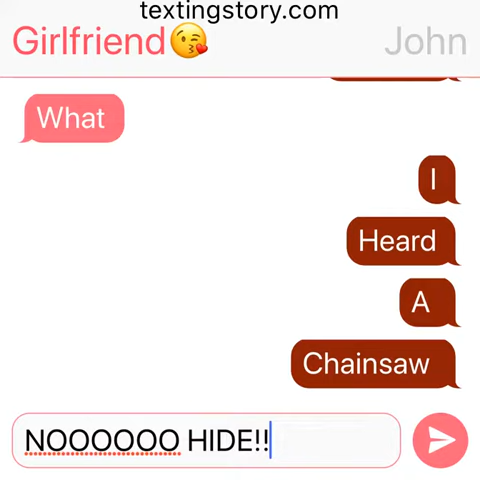 textingstory.com
Girlfriend😘 John
What
I
Heard
A
Chainsaw
NOOOOOO HIDE!!